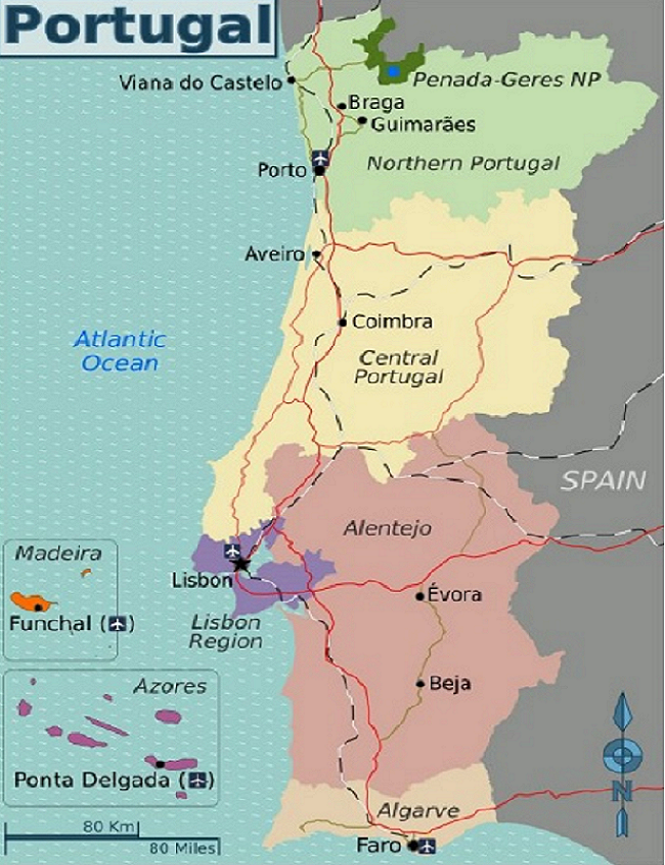 Portugal
Viana do Castelo
Penada-Geres NP
Braga
Guimarães
Porto
Northern Portugal
Aveiro
Coimbra
Atlantic
Ocean
Central
Portugal
SPAIN
Alentejo
Madeira
Lisbon
Funchal ( )
Évora
Lisbon
Region
Azores
Beja
Ponta Delgada ( )
N
Algarve
80 Km
80 Miles
Faro